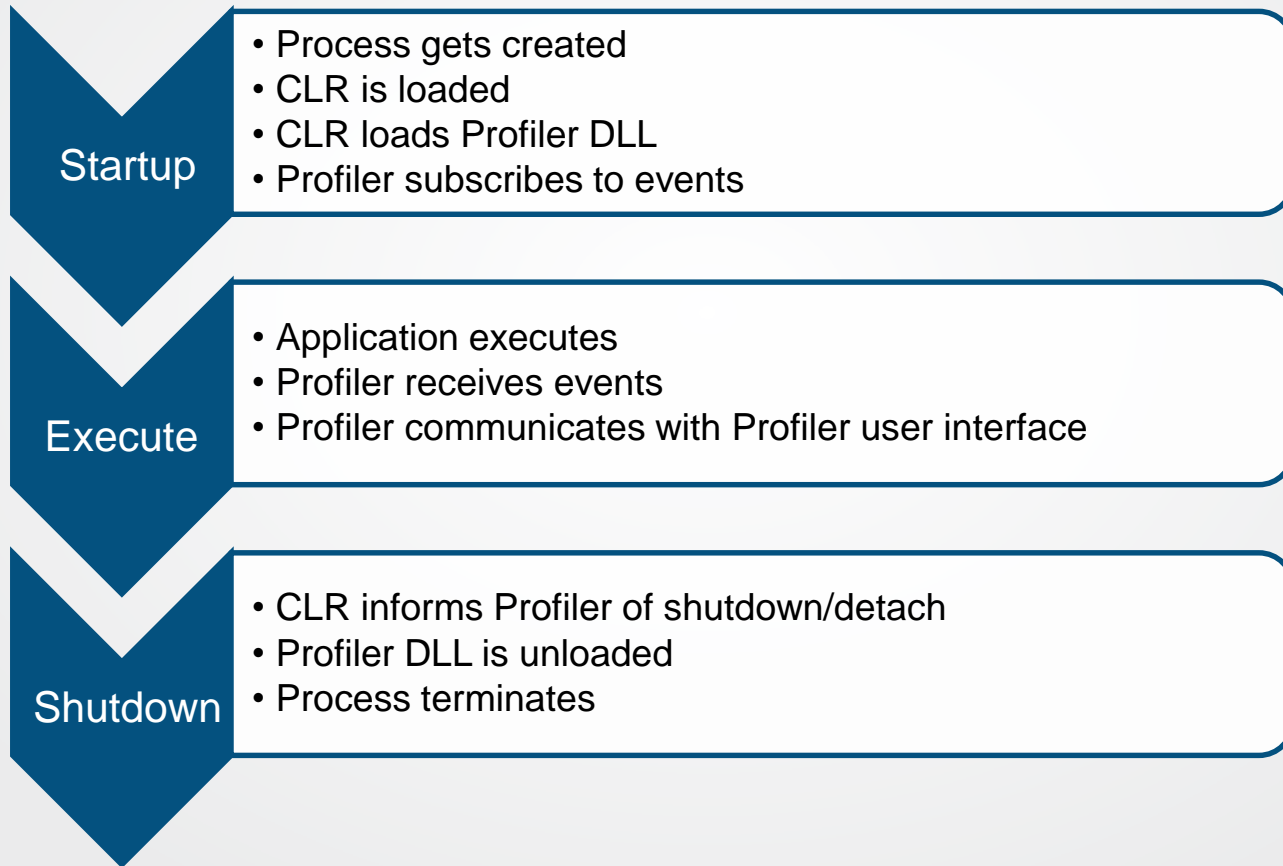 Startup
• Process gets created
• CLR is loaded
• CLR loads Profiler DLL
• Profiler subscribes to events
Execute
• Application executes
• Profiler receives events
• Profiler communicates with Profiler user interface
Shutdown
• CLR informs Profiler of shutdown/detach
• Profiler DLL is unloaded
• Process terminates